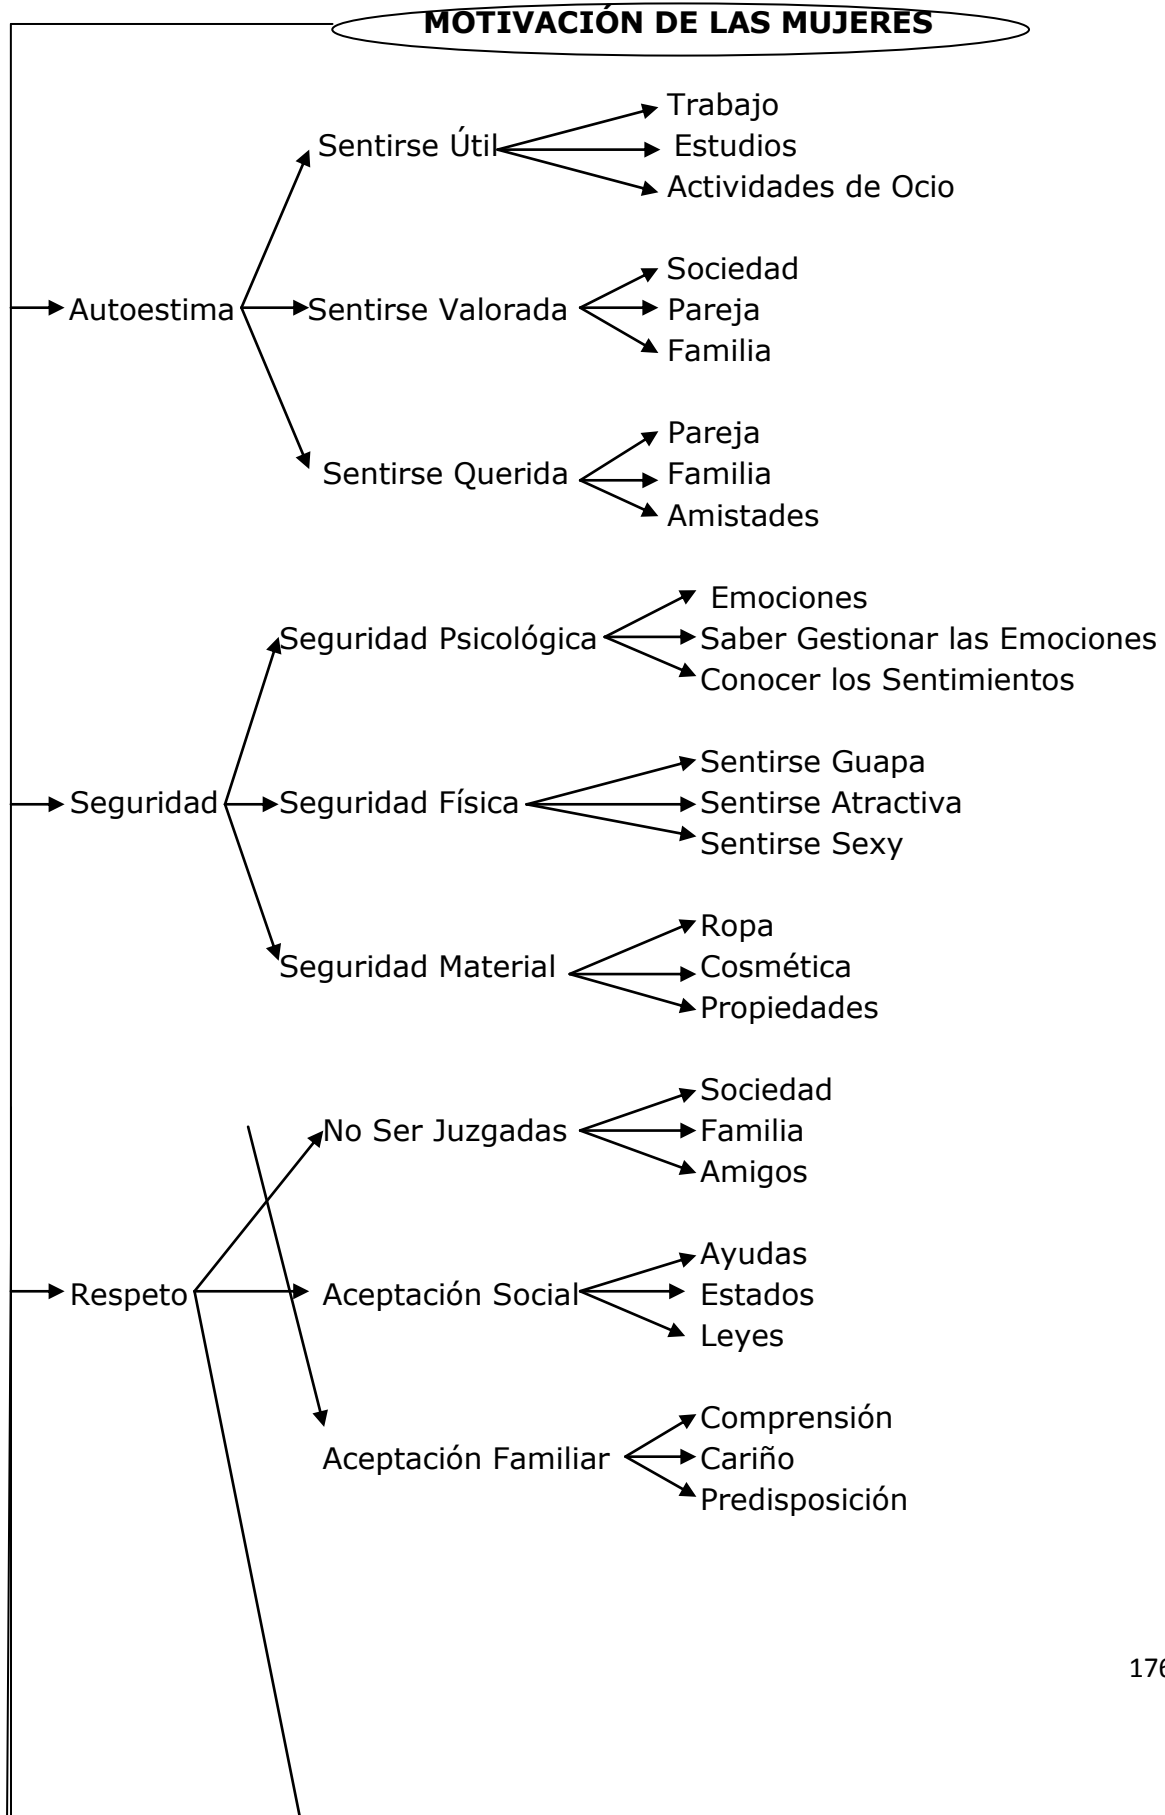 MOTIVACIÓN DE LAS MUJERES
Trabajo
Sentirse Útil Estudios
Actividades de Ocio
Sociedad
Autoestima Sentirse Valorada Pareja
Familia
Pareja
Sentirse Querida Familia
Amistades
Emociones
Seguridad Psicológica Saber Gestionar las Emociones
Conocer los Sentimientos
Sentirse Guapa
Seguridad Seguridad Física Sentirse Atractiva
Sentirse Sexy
Ropa
Seguridad Material Cosmética
Propiedades
Sociedad
No Ser Juzgadas Familia
Amigos
Ayudas
Respeto Aceptación Social Estados
Leyes
Comprensión
Aceptación Familiar Cariño
Predisposición
176